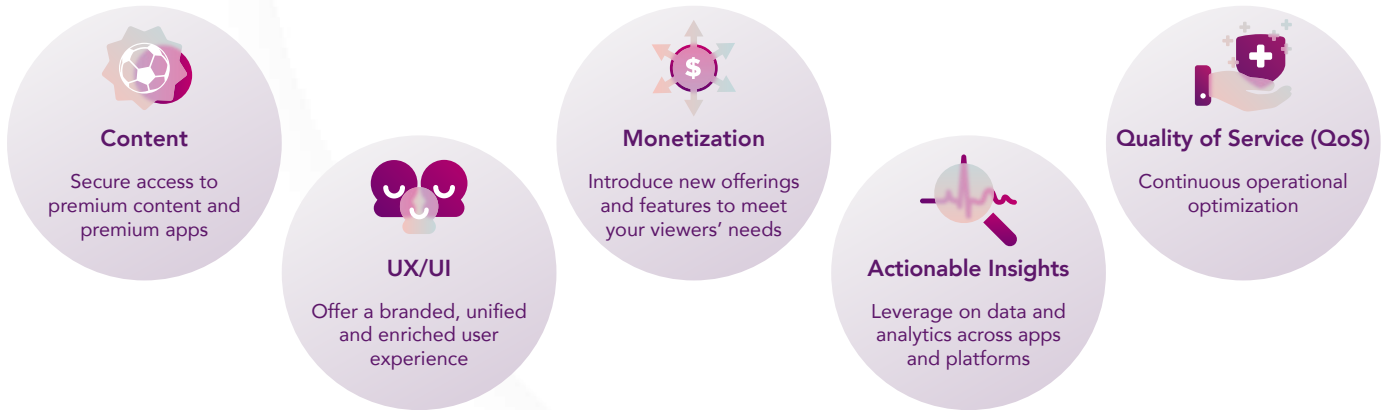 Content
Secure access to
premium content and
premium apps
UX/UI
Offer a branded, unified
and enriched user
experience
$
Monetization
Introduce new offerings
and features to meet
your viewers’ needs
Actionable Insights
Leverage on data and
analytics across apps
and platforms
Quality of Service (QoS)
Continuous operational
optimization